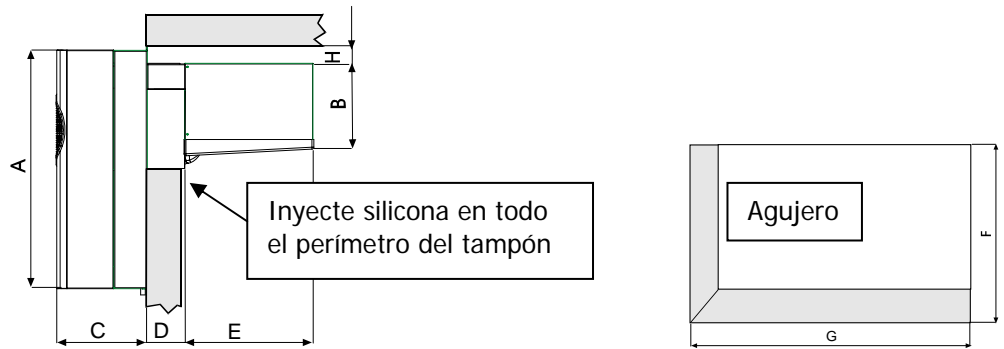 H
B
A
Inyecte silicona en todo
el perímetro del tampón
C D E
Agujero
F
G